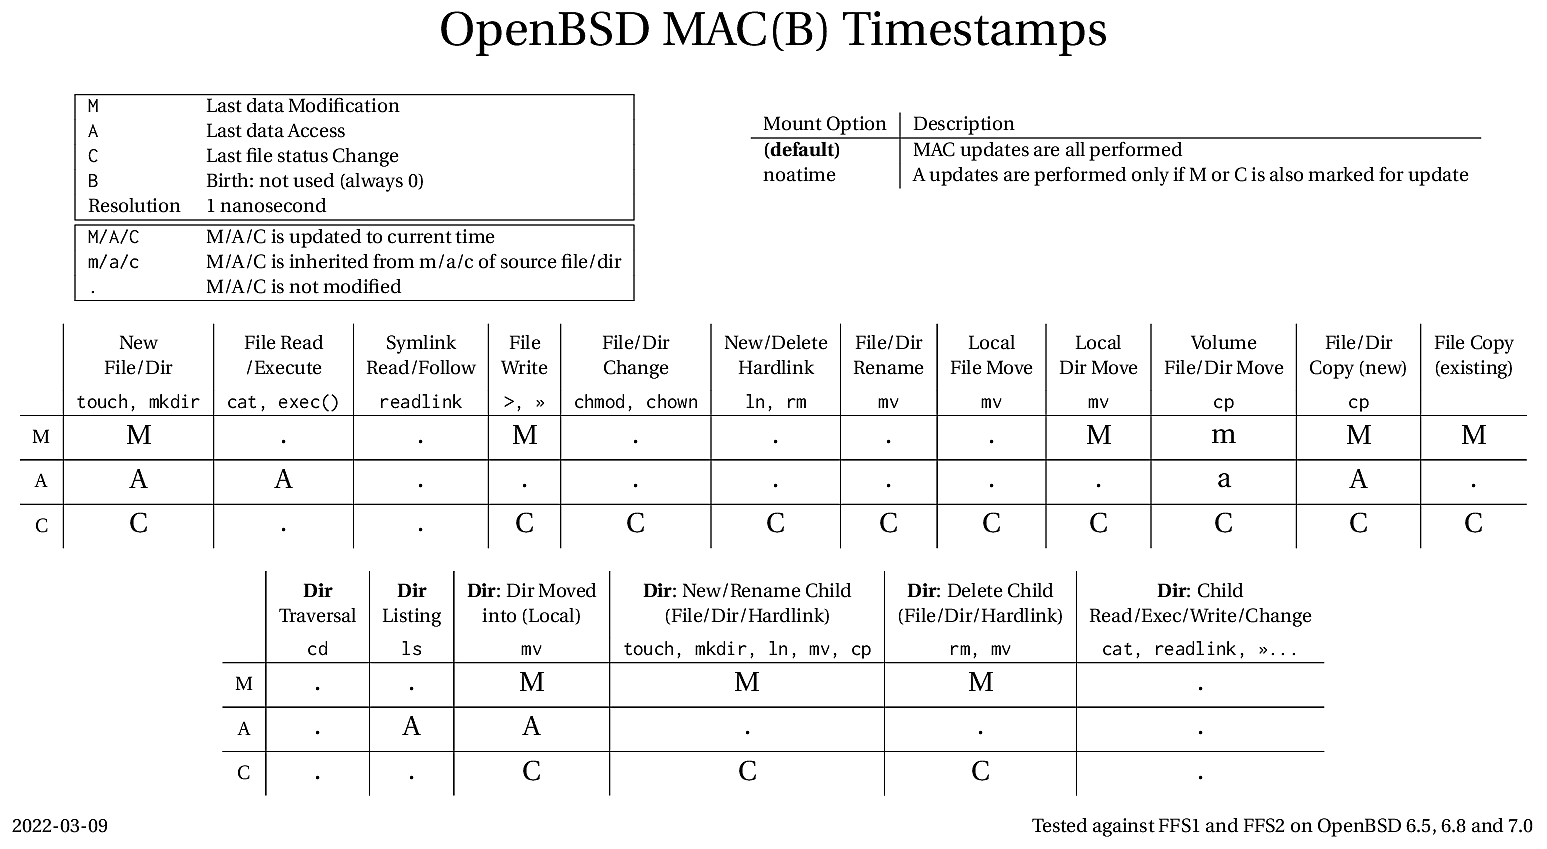 OpenBSD MAC(B) Timestamps
M Last data Modification
A Last data Access
C Last file status Change
B Birth: not used (always 0)
Resolution 1 nanosecond
M/A/C M/A/C is updated to current time
m/a/c M/A/C is inherited from m/a/c of source file/dir
. M/A/C is not modified
Mount Option Description
(default) MAC updates are all performed
noatime A updates are performed only if M or C is also marked for update
New File Read Symlink File File/Dir New/Delete File/Dir Local Local Volume File/Dir File Copy
File/Dir /Execute Read/Follow Write Change Hardlink Rename File Move Dir Move File/Dir Move Copy (new) (existing)
touch, mkdir cat, exec() readlink >, » chmod, chown ln, rm mv mv mv cp cp
M M . . M . . . . M m M M
A A A . . . . . . . a A .
C C . . C C C C C C C C C
Dir Dir Dir: Dir Moved Dir: New/Rename Child Dir: Delete Child Dir: Child
Traversal Listing into (Local) (File/Dir/Hardlink) (File/Dir/Hardlink) Read/Exec/Write/Change
cd ls mv touch, mkdir, ln, mv, cp rm, mv cat, readlink, »...
M . . M M M .
A . A A . . .
C . . C C C .
2022-03-09
Tested against FFS1 and FFS2 on OpenBSD 6.5, 6.8 and 7.0